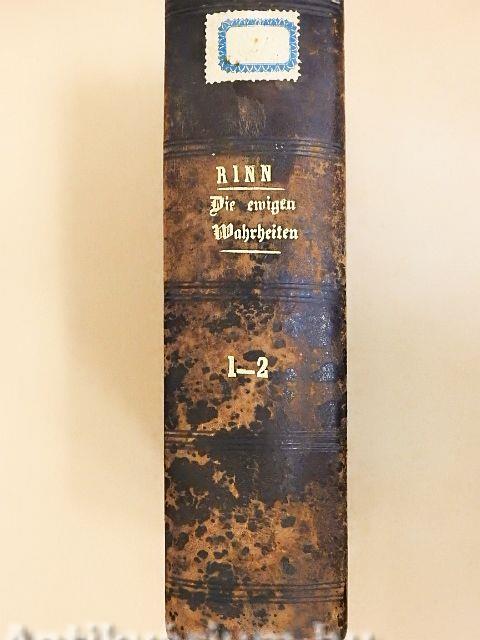 RINN
Die ewigen
Wahrheiten
1—2